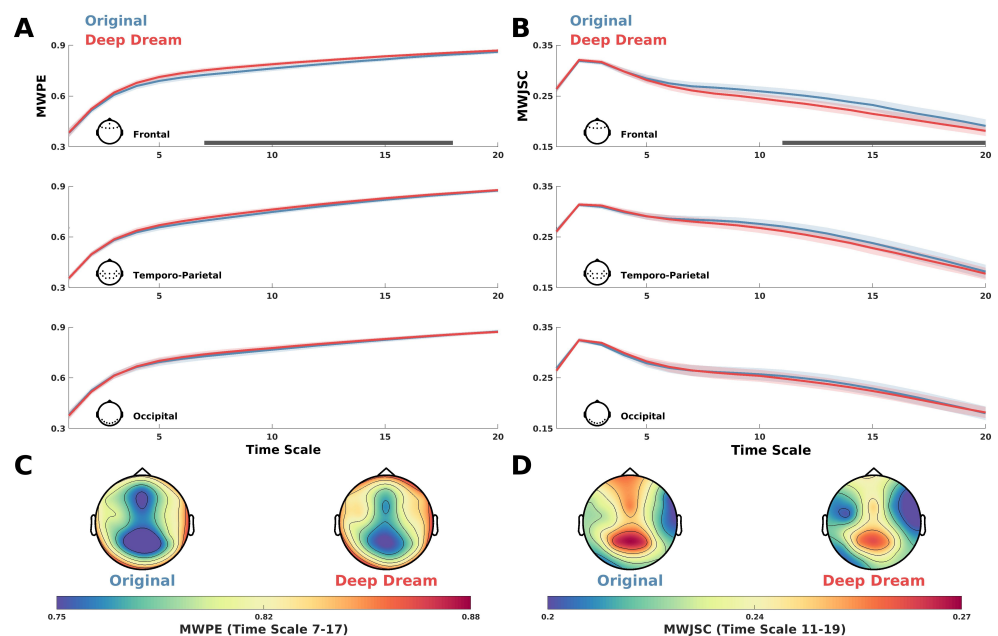 A
Original
Deep Dream
B
Original
Deep Dream
MWPE
0.9
0.6
0.3
Frontal
5
10
15
20
MWJSC
0.35
0.25
0.15
Frontal
5
10
15
20
0.9
0.6
0.3
Temporo-Parietal
5
10
15
20
0.35
0.25
0.15
Temporo-Parietal
5
10
15
20
0.9
0.6
0.3
Occipital
5
10
15
20
Time Scale
0.35
0.25
0.15
Occipital
5
10
15
20
Time Scale
C
Original
Deep Dream
0.75
0.82
0.88
MWPE (Time Scale 7-17)
D
Original
Deep Dream
0.2
0.24
0.27
MWJSC (Time Scale 11-19)